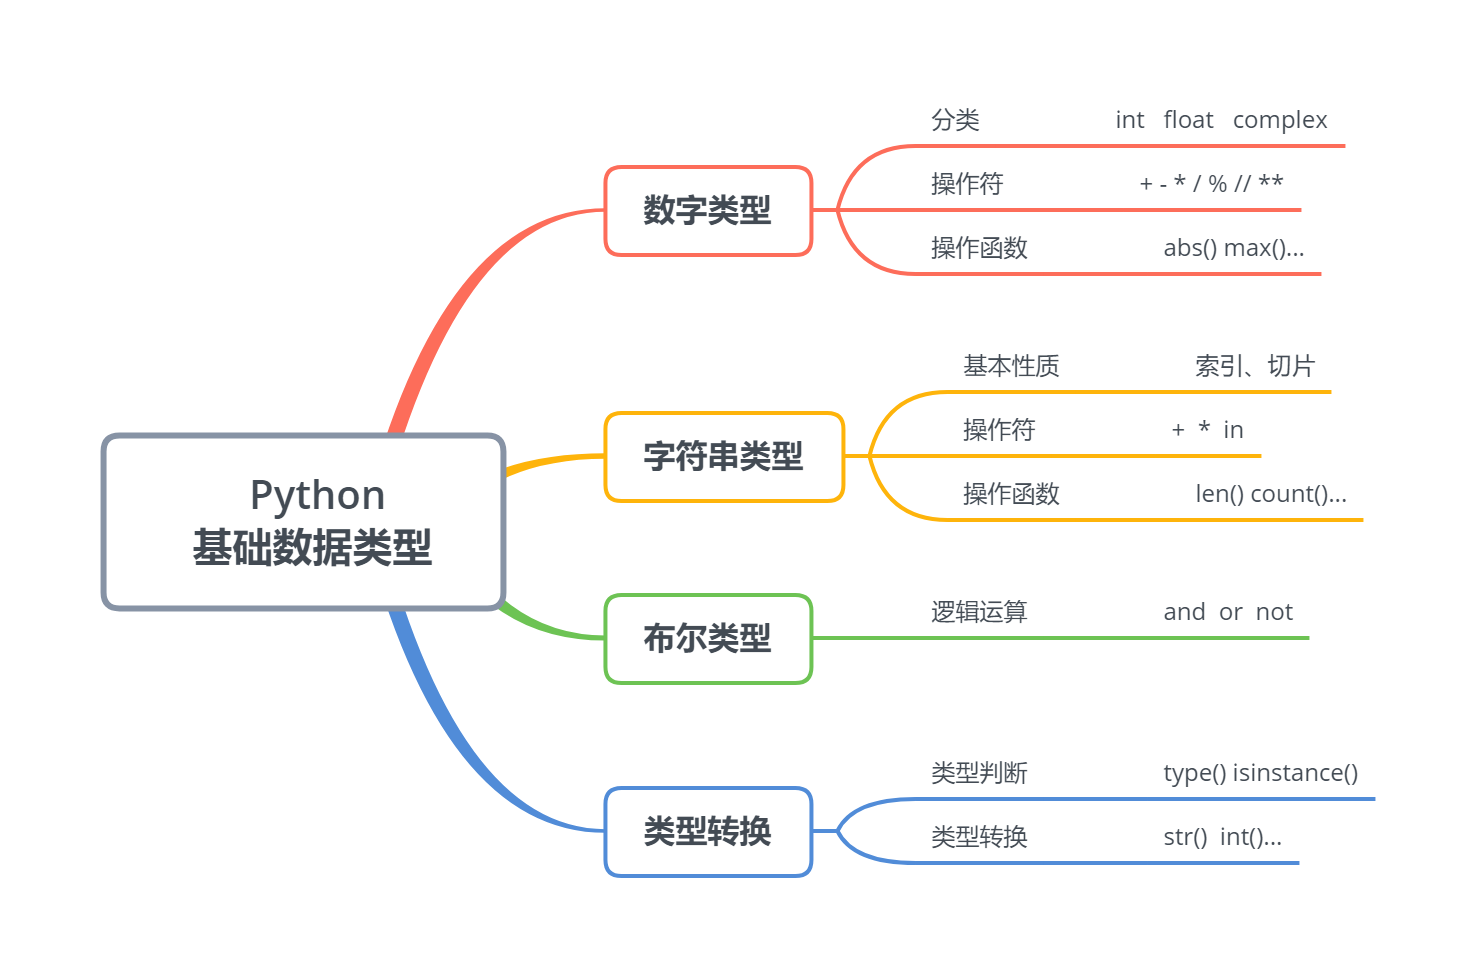 Python
基础数据类型
数字类型
分类 int float complex
操作符 + - * / % // **
操作函数 abs() max()...
字符串类型
基本性质 索引、切片
操作符 + * in
操作函数 len() count()...
布尔类型
逻辑运算 and or not
类型转换
类型判断 type() isinstance()
类型转换 str() int()...